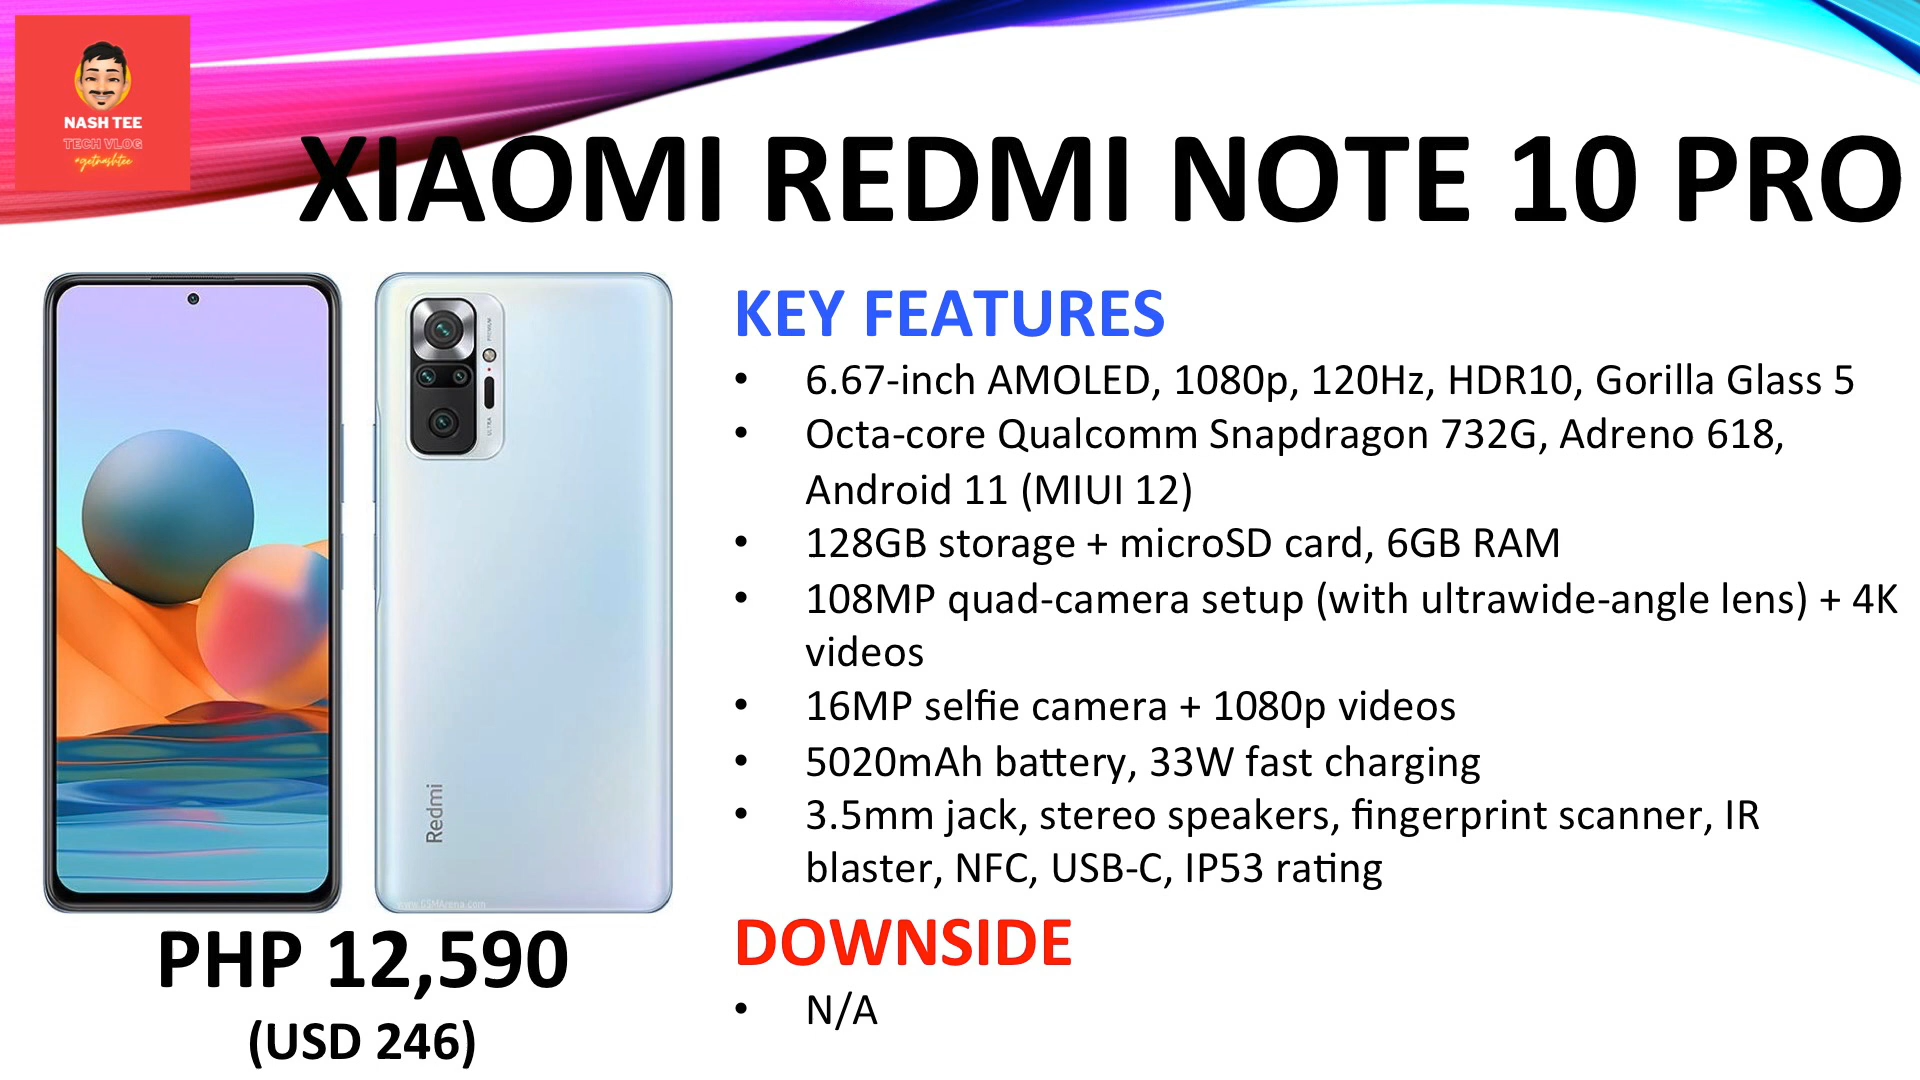 NASH TEE
TECH VLOG
#getnashtee
XIAOMI REDMI NOTE 10 PRO
KEY FEATURES
• 6.67-inch AMOLED, 1080p, 120Hz, HDR10, Gorilla Glass 5
• Octa-core Qualcomm Snapdragon 732G, Adreno 618,
Android 11 (MIUI 12)
• 128GB storage + microSD card, 6GB RAM
• 108MP quad-camera setup (with ultrawide-angle lens) + 4K
videos
• 16MP selfie camera + 1080p videos
• 5020mAh battery, 33W fast charging
• 3.5mm jack, stereo speakers, fingerprint scanner, IR
blaster, NFC, USB-C, IP53 rating
DOWNSIDE
• N/A
Redmi
www.GSMArena.com
PHP 12,590
(USD 246)